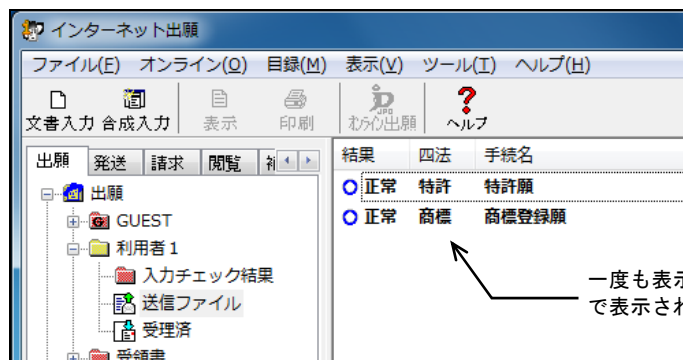 インターネット出願
ファイル(F) オンライン(O) 目録(M) 表示(V) ツール(T) ヘルプ(H)
文書入力 合成入力 表示 印刷 オンライン出願 ヘルプ
出願 発送 請求 閲覧
結果 四法 手続名
出願
正常 特許 特許願
GUEST
正常 商標 商標登録願
利用者1
入力チェック結果
一度も表示
送信ファイル
で表示され
受理済
受領書